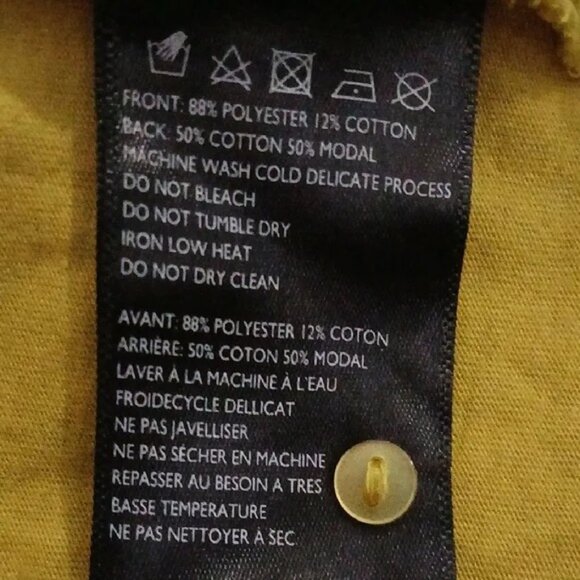 FRONT: 88% POLYESTER 12% COTTON
BACK: 50% COTTON 50% MODAL
MACHINE WASH COLD DELICATE PROCESS
DO NOT BLEACH
DO NOT TUMBLE DRY
IRON LOW HEAT
DO NOT DRY CLEAN
AVANT: 88% POLYESTER 12% COTON
ARRIÈRE: 50% COTON 50% MODAL
LAVER À LA MACHINE À L'EAU
FROIDECYCLE DELLICAT
NE PAS JAVELLISER
NE PAS SÉCHER EN MACHINE
REPASSER AU BESOIN A TRES
BASSE TEMPERATURE
NE PAS NETTOYER À SEC